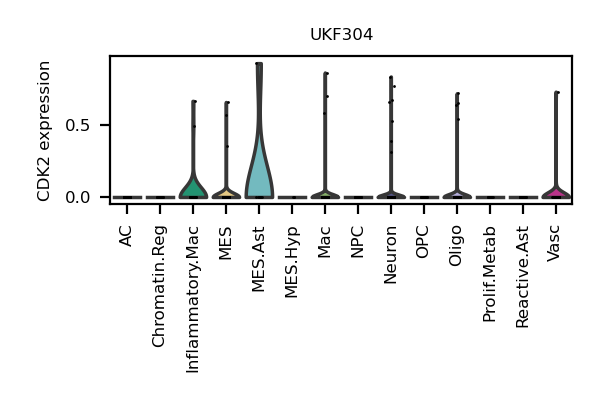 UKF304
CDK2 expression
0.5
0.0
AC
Chromatin.Reg
Inflammatory.Mac
MES
MES.Ast
MES.Hyp
Mac
NPC
Neuron
OPC
Oligo
Prolif.Metab
Reactive.Ast
Vasc